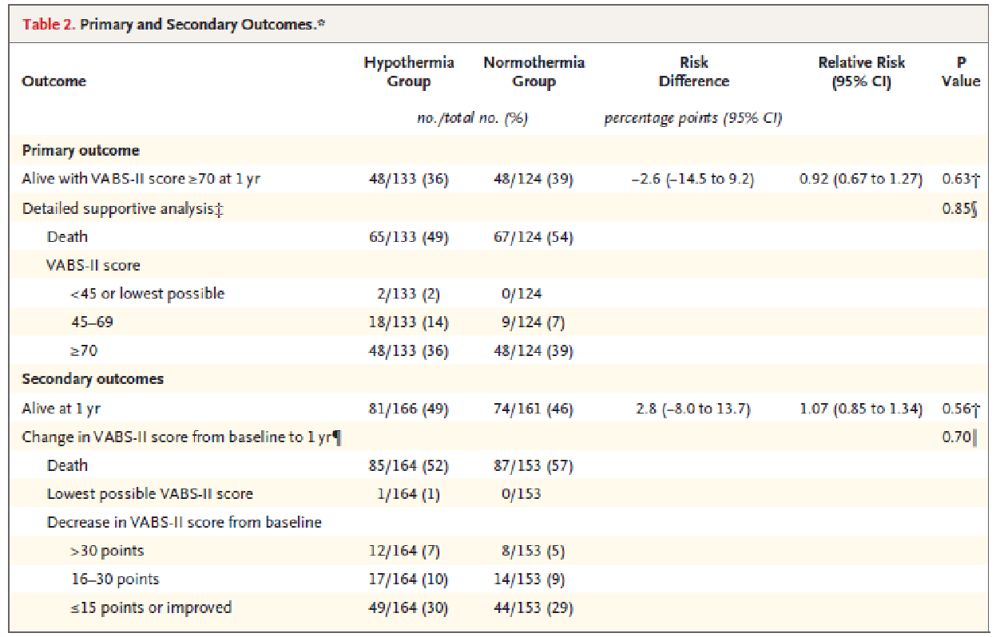 Table 2. Primary and Secondary Outcomes.*
Outcome Hypothermia Group Normothermia Group Risk Difference Relative Risk (95% CI) P Value
no./total no. (%) percentage points (95% CI)
Primary outcome
Alive with VABS-II score ≥70 at 1 yr 48/133 (36) 48/124 (39) −2.6 (−14.5 to 9.2) 0.92 (0.67 to 1.27) 0.63†
Detailed supportive analysis‡ 0.85§
Death 65/133 (49) 67/124 (54)
VABS-II score
<45 or lowest possible 2/133 (2) 0/124
45–69 18/133 (14) 9/124 (7)
≥70 48/133 (36) 48/124 (39)
Secondary outcomes
Alive at 1 yr 81/166 (49) 74/161 (46) 2.8 (−8.0 to 13.7) 1.07 (0.85 to 1.34) 0.56†
Change in VABS-II score from baseline to 1 yr¶ 0.70‖
Death 85/164 (52) 87/153 (57)
Lowest possible VABS-II score 1/164 (1) 0/153
Decrease in VABS-II score from baseline
>30 points 12/164 (7) 8/153 (5)
16–30 points 17/164 (10) 14/153 (9)
≤15 points or improved 49/164 (30) 44/153 (29)